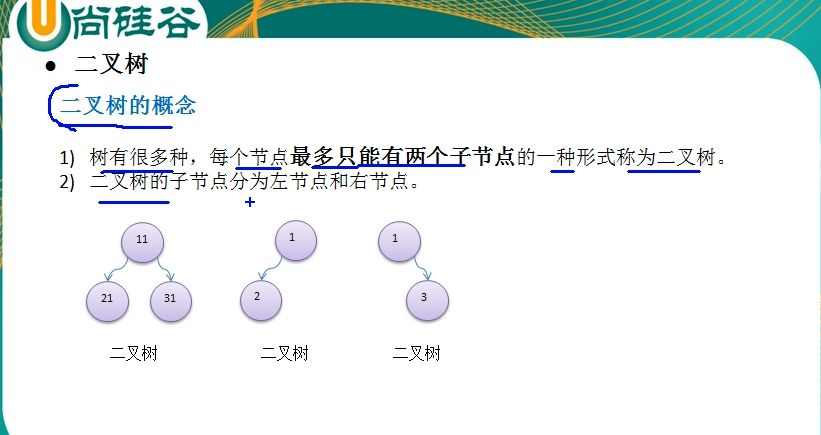 尚硅谷
● 二叉树
二叉树的概念
1) 树有很多种，每个节点最多只能有两个子节点的一种形式称为二叉树。
2) 二叉树的子节点分为左节点和右节点。
11 1 1
21 31 2 3
二叉树 二叉树 二叉树